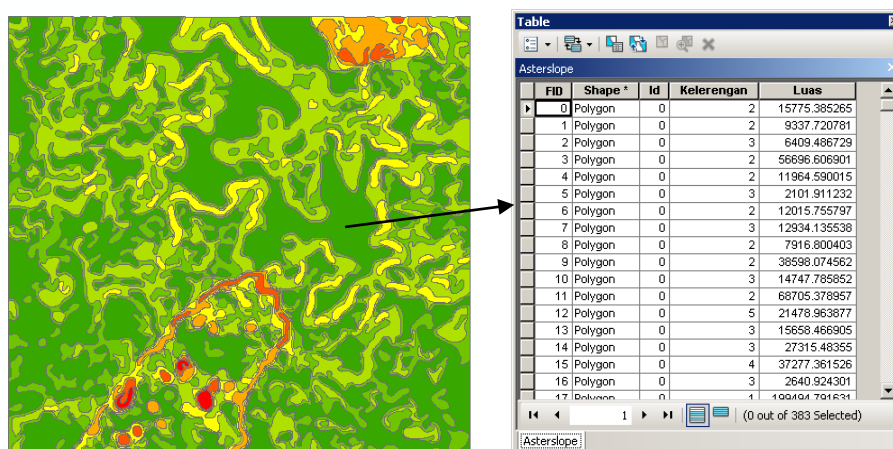 Table
Asterslope
FID Shape * Id Kelerengan Luas
0 Polygon 0 2 15775.385265
1 Polygon 0 2 9337.720781
2 Polygon 0 3 6409.486729
3 Polygon 0 2 56696.606901
4 Polygon 0 2 11964.590015
5 Polygon 0 3 2101.911232
6 Polygon 0 2 12015.755797
7 Polygon 0 3 12934.135538
8 Polygon 0 2 7916.800403
9 Polygon 0 2 38598.074562
10 Polygon 0 3 14747.785852
11 Polygon 0 2 68705.378957
12 Polygon 0 5 21478.963877
13 Polygon 0 3 15658.466905
14 Polygon 0 3 27315.48355
15 Polygon 0 4 37277.361526
16 Polygon 0 3 2640.924301
17 Polygon 0 1 199494.791631
1 (0 out of 383 Selected)
Asterslope